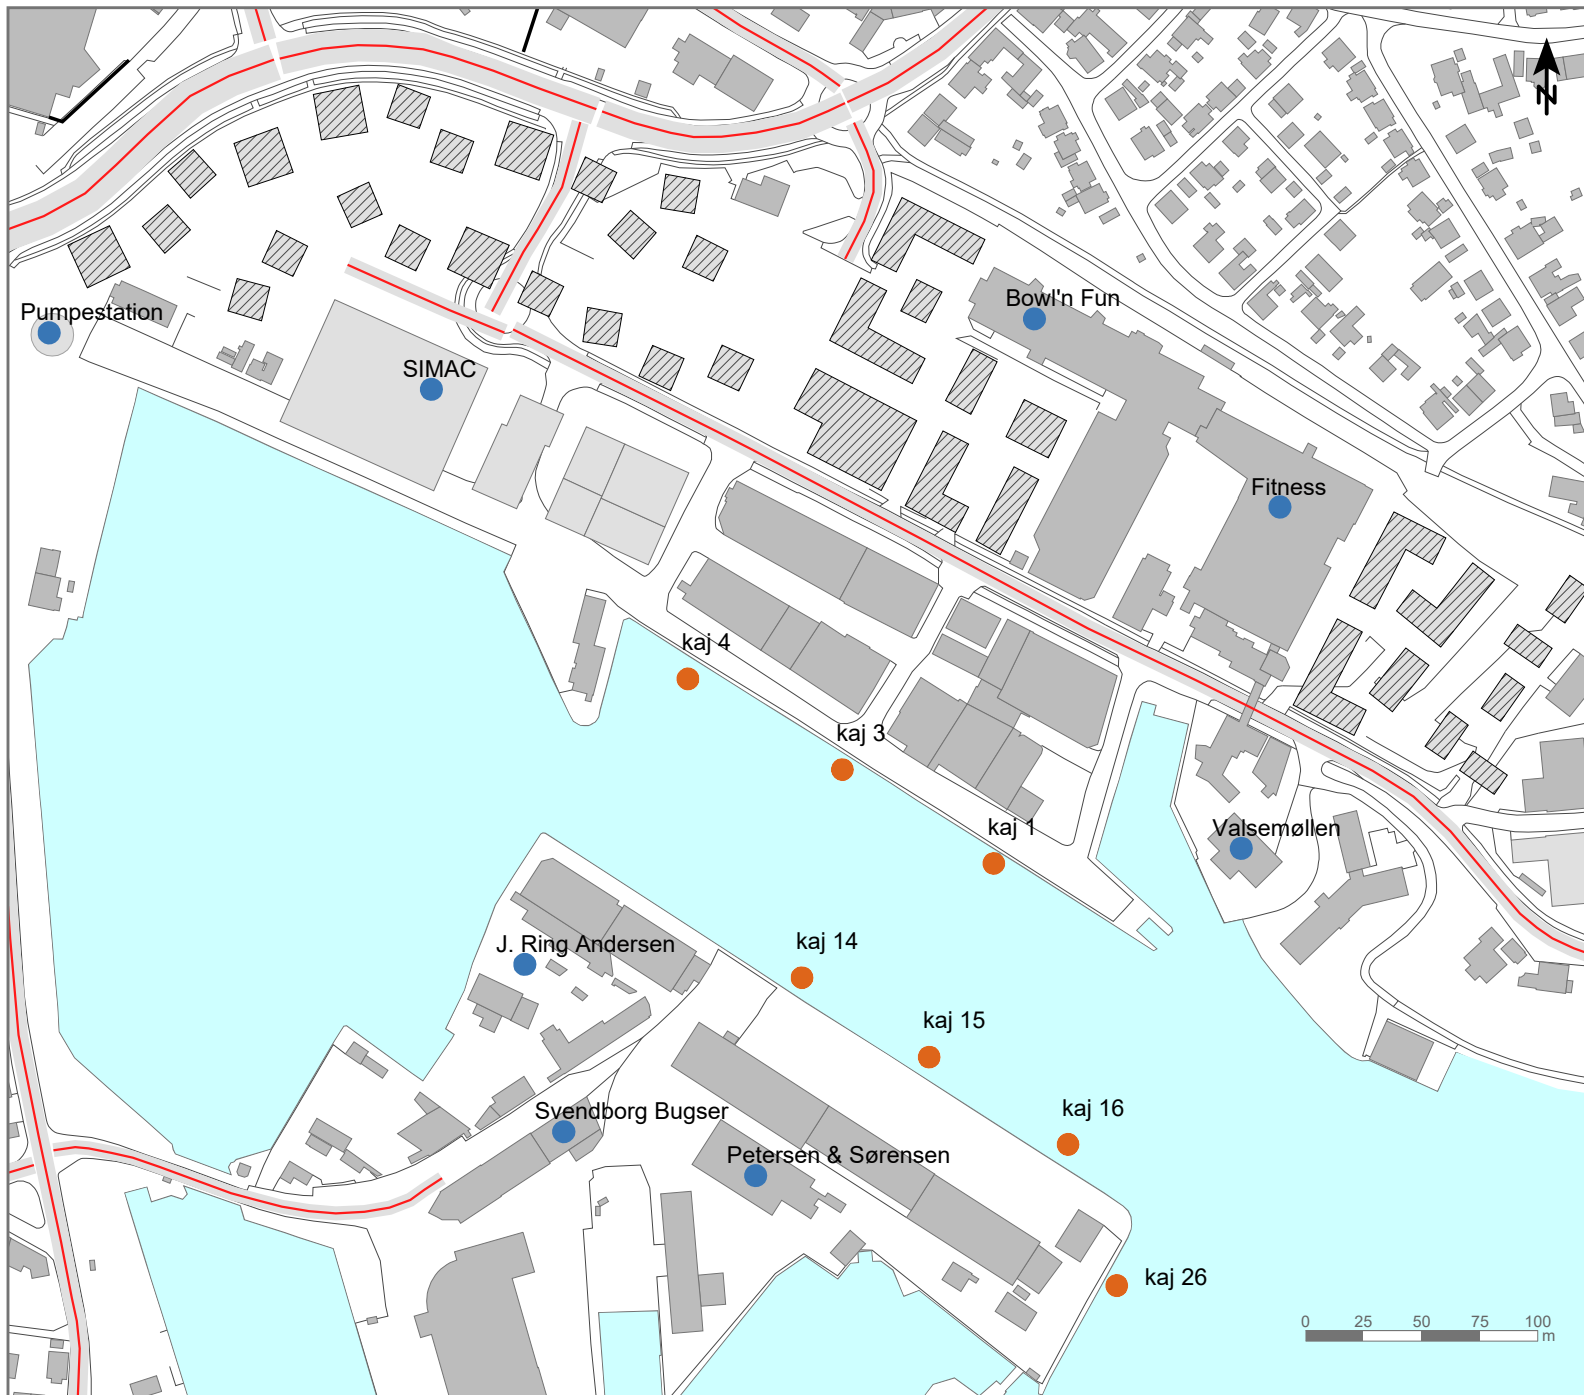 N
Bowl'n Fun
Pumpestation
SIMAC
Fitness
kaj 4
kaj 3
kaj 1
Valsemøllen
J. Ring Andersen
kaj 14
kaj 15
kaj 16
Svendborg Bugser
Petersen & Sørensen
kaj 26
0 25 50 75 100
m